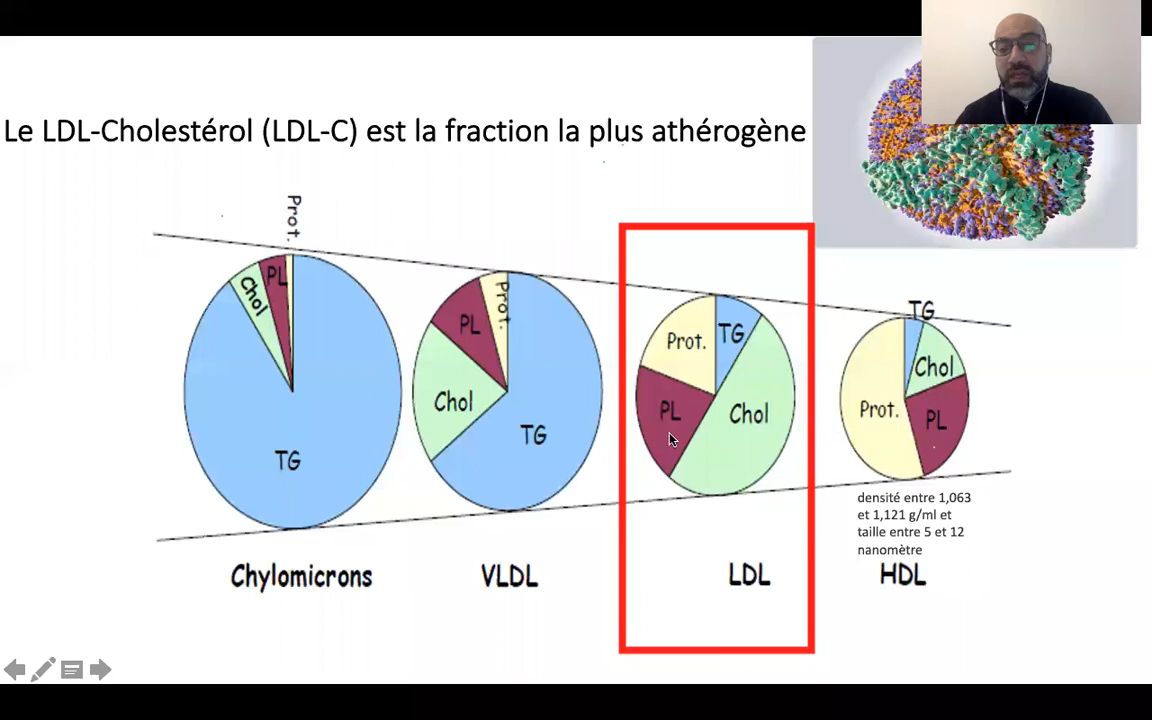 Le LDL-Cholestérol (LDL-C) est la fraction la plus athérogène
Prot.
Chol
PL
TG
PL
Prot.
Chol
TG
Prot.
TG
PL
Chol
TG
Chol
Prot.
PL
densité entre 1,063
et 1,121 g/ml et
taille entre 5 et 12
nanomètre
Chylomicrons
VLDL
LDL
HDL